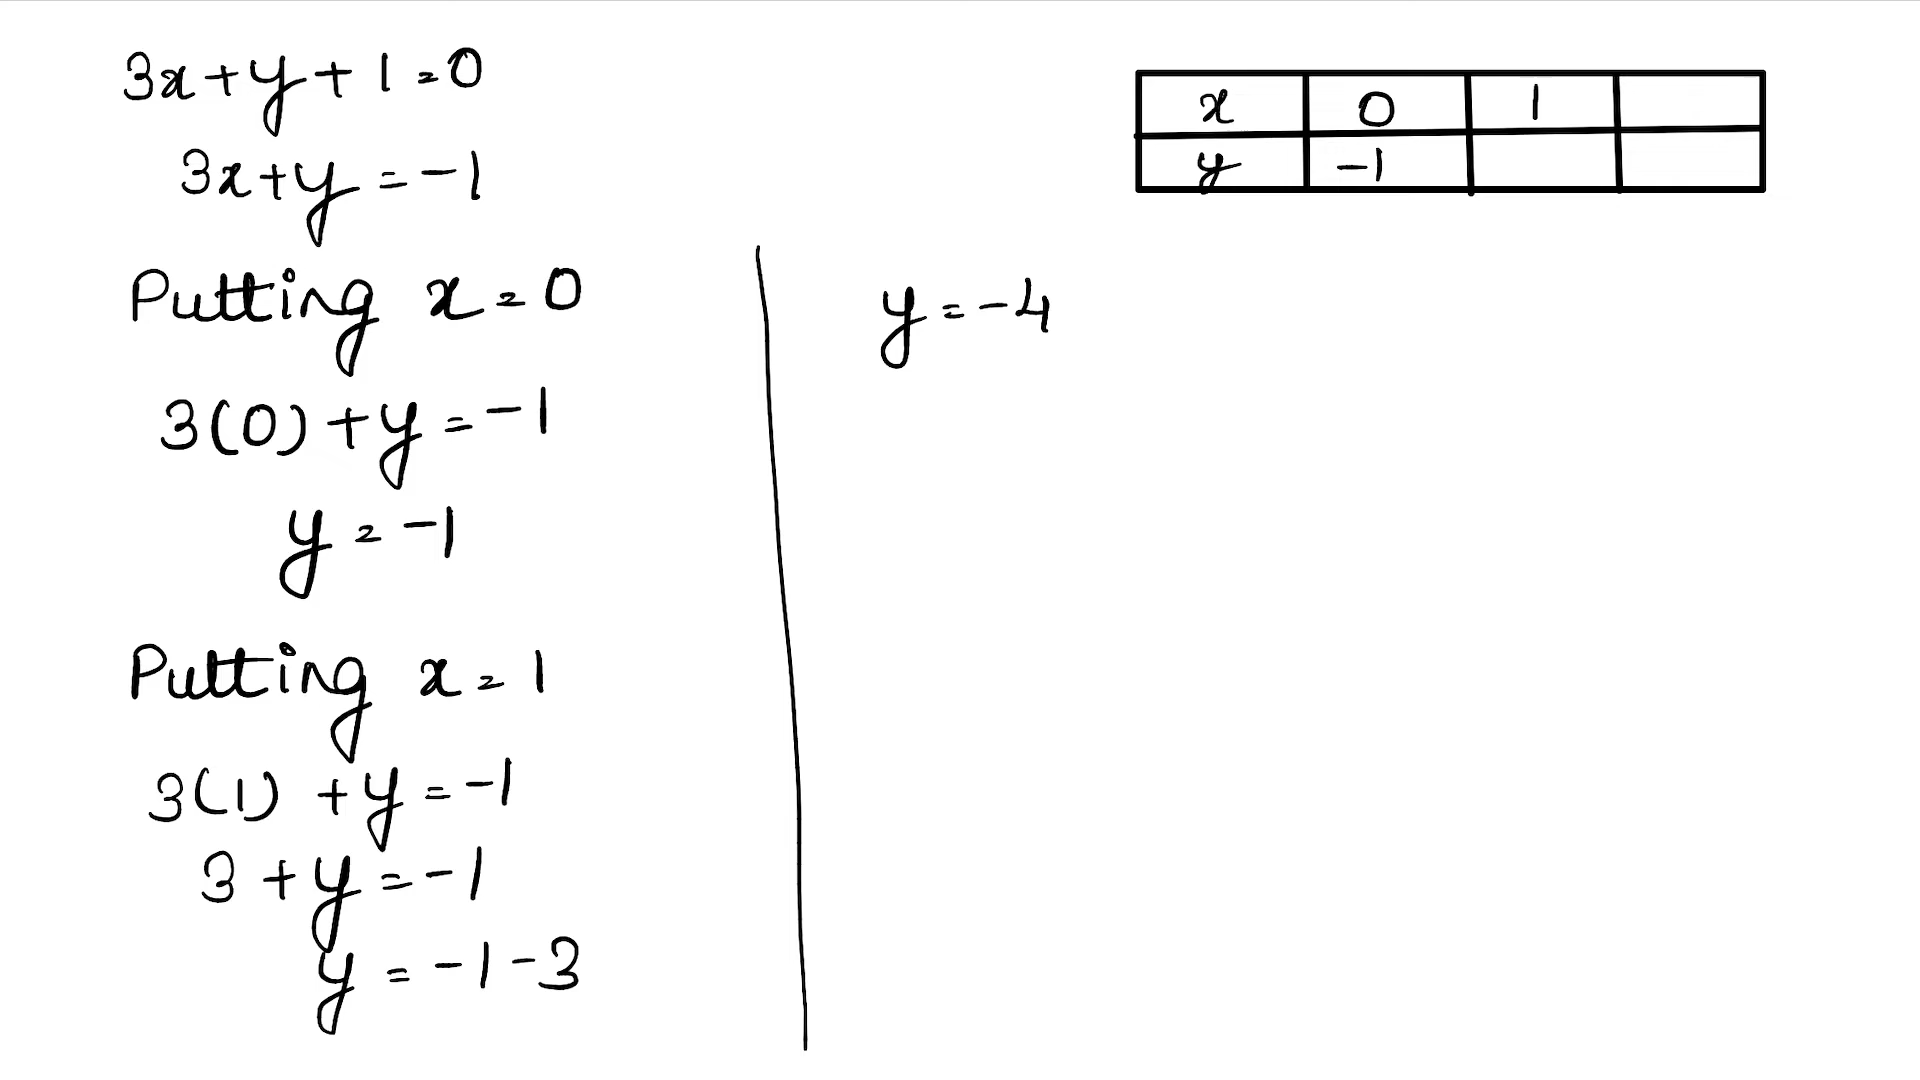 3x+y+1=0
3x+y=-1
Putting x=0
3(0)+y=-1
y=-1
Putting x=1
3(1)+y=-1
3+y=-1
y=-1-3
y=-4
x 0 1
y -1